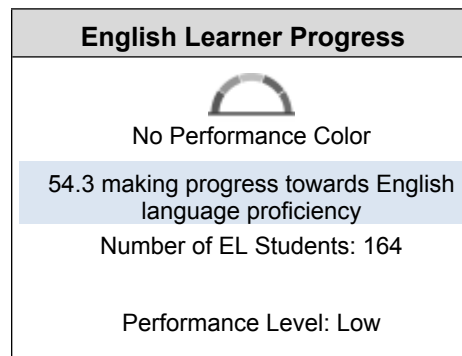 English Learner Progress
No Performance Color
54.3 making progress towards English
language proficiency
Number of EL Students: 164
Performance Level: Low